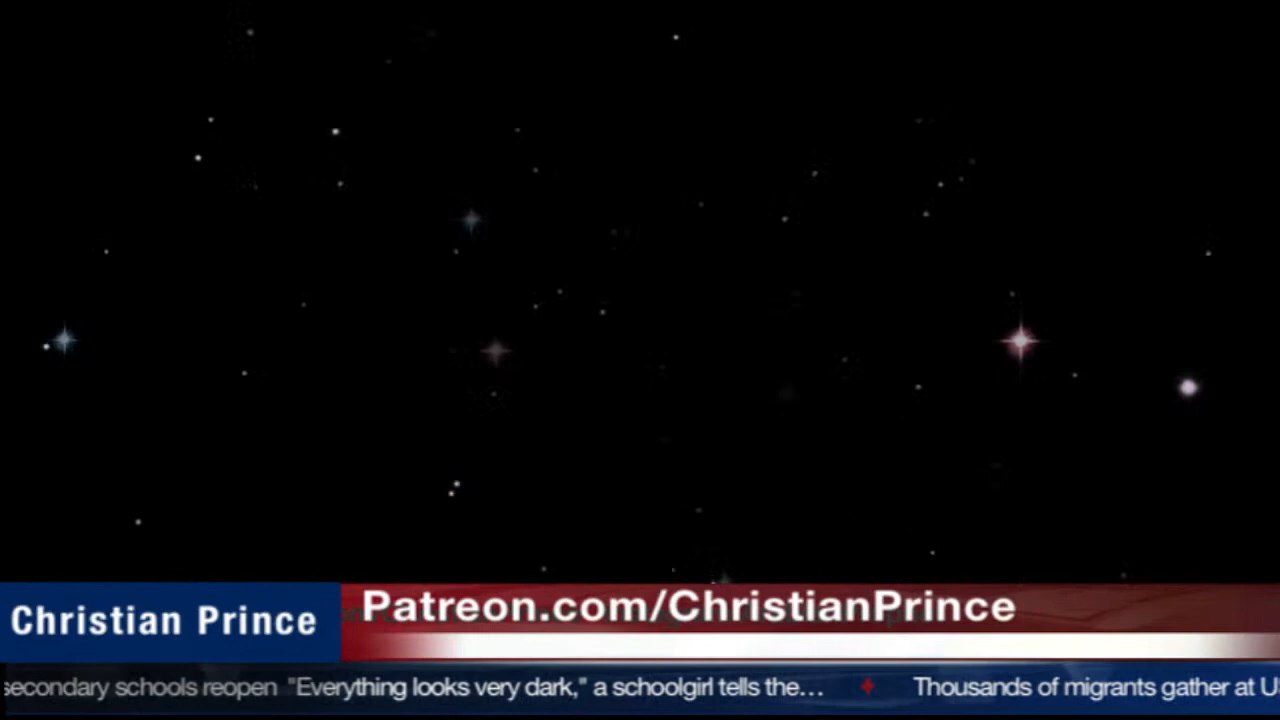 Christian Prince
Patreon.com/ChristianPrince
secondary schools reopen "Everything looks very dark," a schoolgirl tells the... ♦ Thousands of migrants gather at U